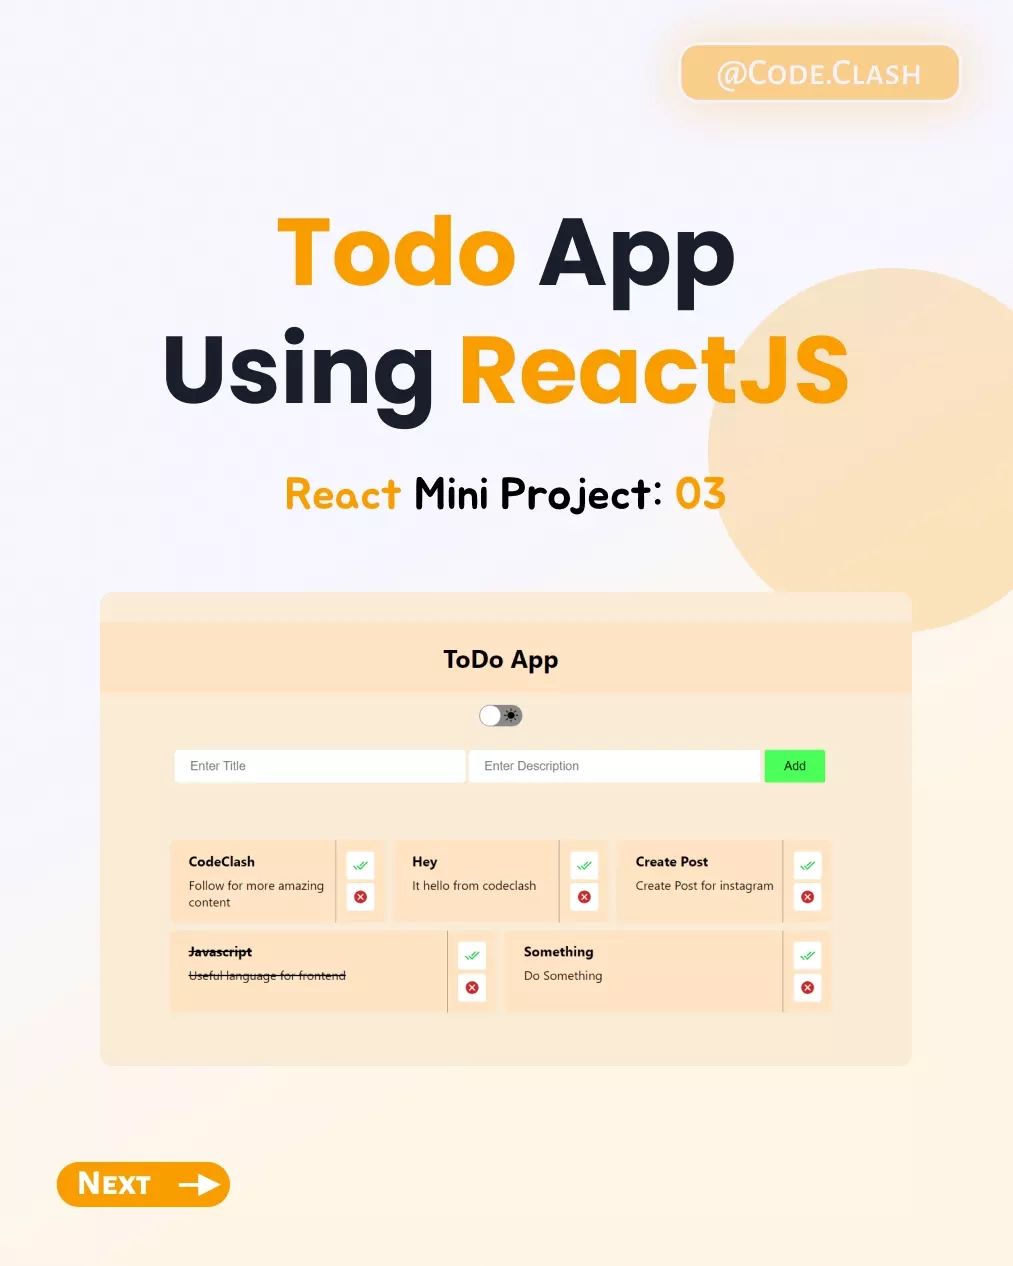 @Code.Clash
Todo App
Using ReactJS
React Mini Project: 03
ToDo App
Enter Title
Enter Description
Add
CodeClash
Follow for more amazing
content
Hey
It hello from codeclash
Create Post
Create Post for instagram
Javascript
Useful language for frontend
Something
Do Something
Next